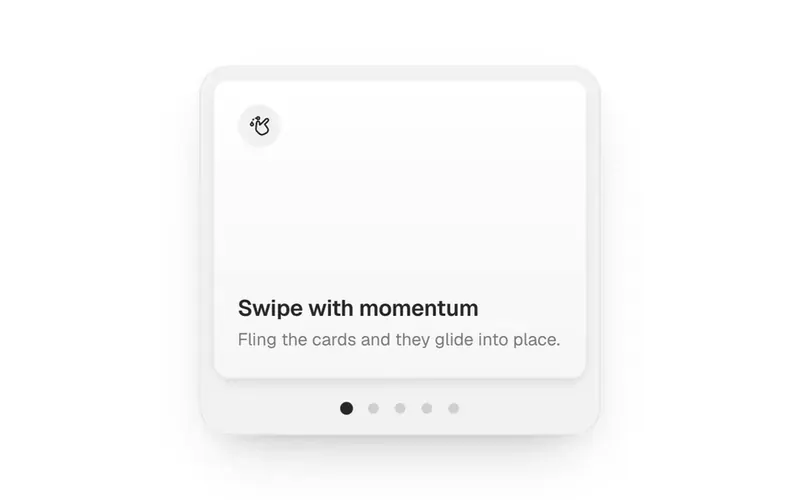 Swipe with momentum
Fling the cards and they glide into place.